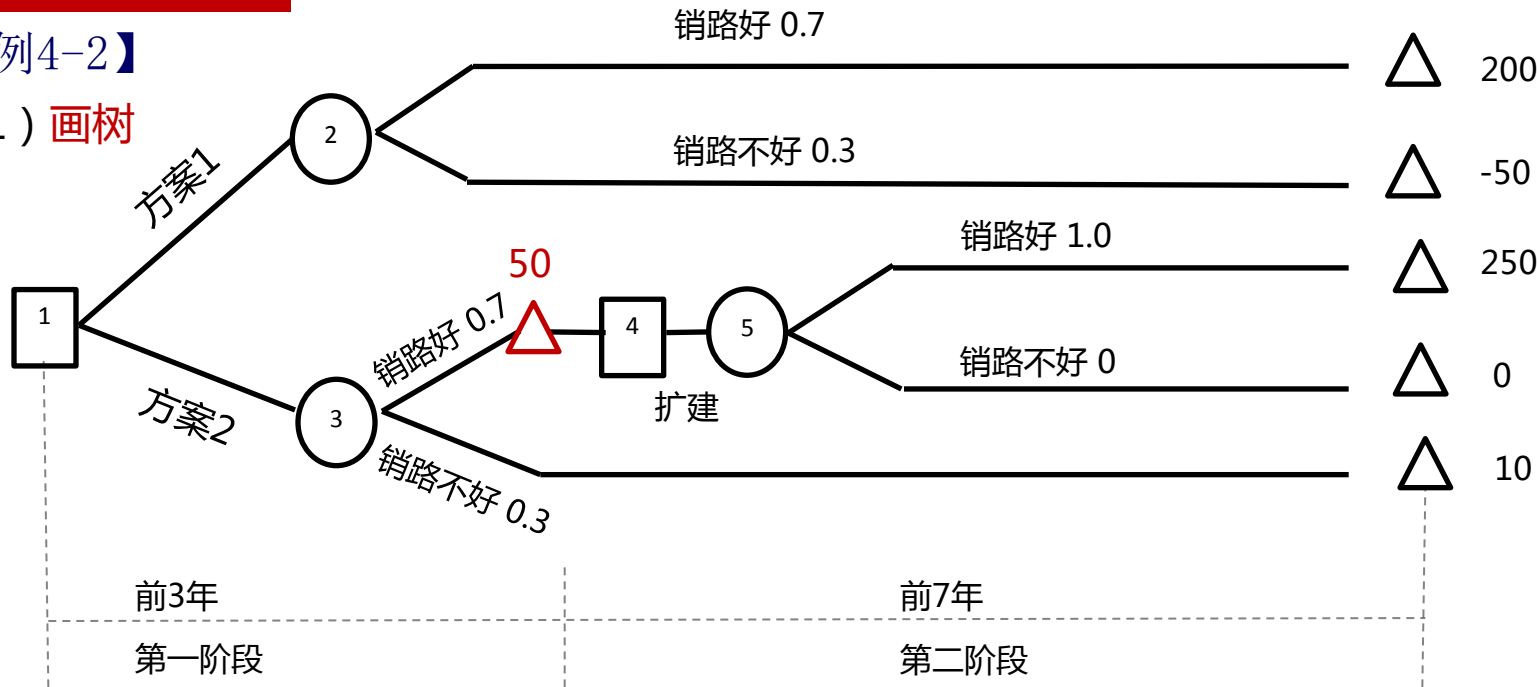 例4-2】
）画树
销路好 0.7
200
2
销路不好 0.3
-50
方案1
销路好 1.0
250
50
1
销路好 0.7
4
5
销路不好 0
0
扩建
方案2
3
销路不好 0.3
10
前3年
前7年
第一阶段
第二阶段